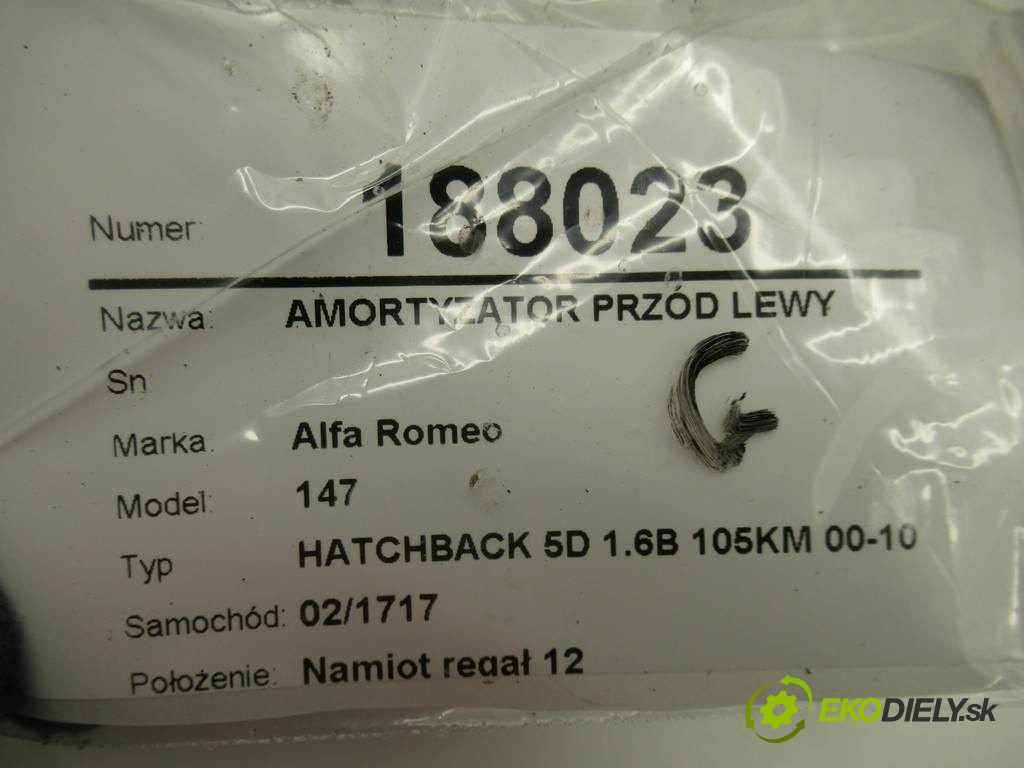 Numer: 188023
Nazwa: AMORTYZATOR PRZÓD LEWY
Sn
G
Marka: Alfa Romeo
Model: 147
Typ HATCHBACK 5D 1.6B 105KM 00-10
Samochód: 02/1717
Położenie: Namiot regał 12
EKODIELY.sk